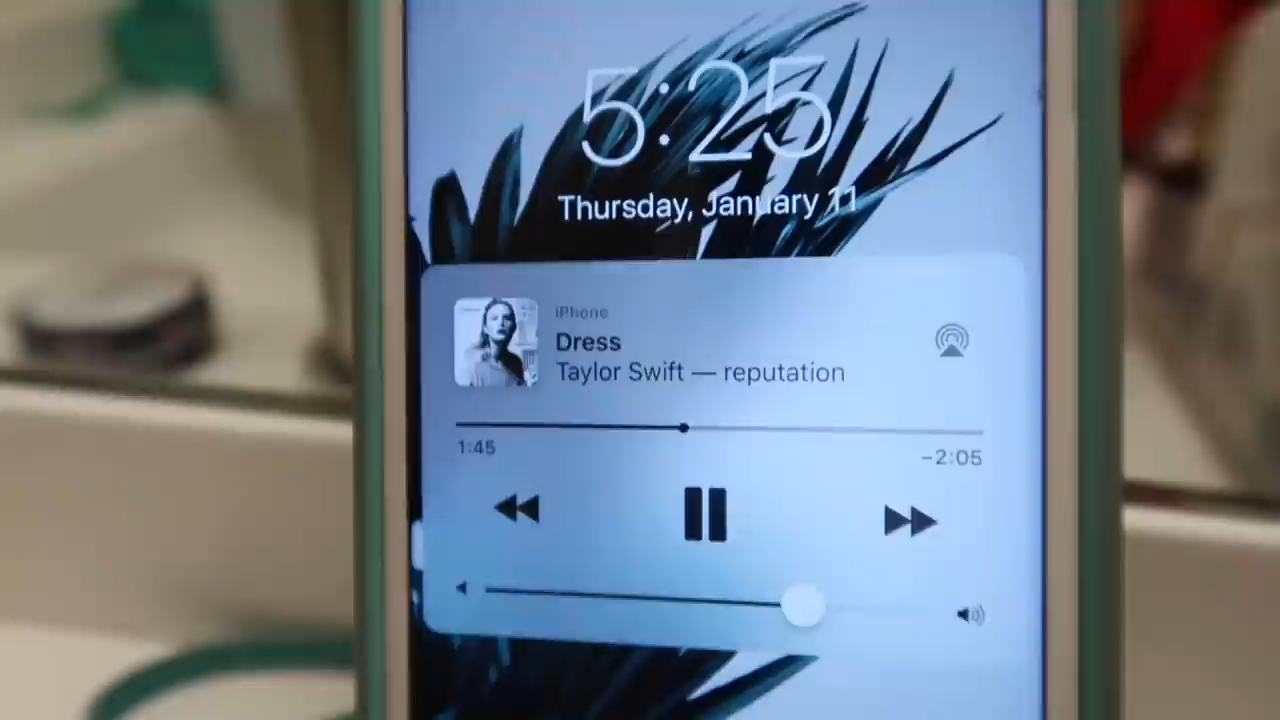 5:25
Thursday, January 11
iPhone
Dress
Taylor Swift — reputation
1:45
−2:05